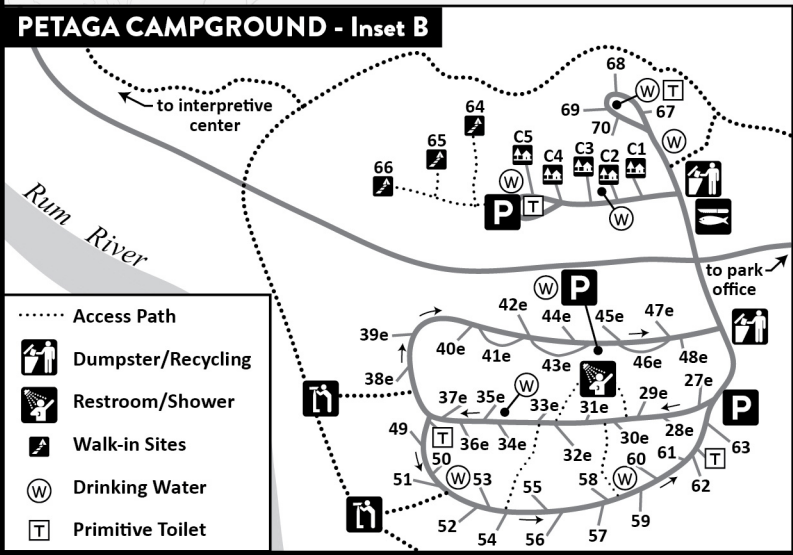 PETAGA CAMPGROUND - Inset B
68
W
T
to interpretive
center
64
69
67
70
W
65
C5
C4
C3
C2
C1
66
W
P
T
W
Rum River
to park
office
Access Path
Dumpster/Recycling
Restroom/Shower
Walk-in Sites
W
Drinking Water
T
Primitive Toilet
W
P
42e
44e
45e
47e
39e
40e
41e
43e
46e
48e
38e
W
37e
35e
33e
31e
29e
27e
P
49
T
36e
34e
32e
30e
28e
63
50
60
61
T
51
W
53
55
58
W
62
52
54
56
57
59